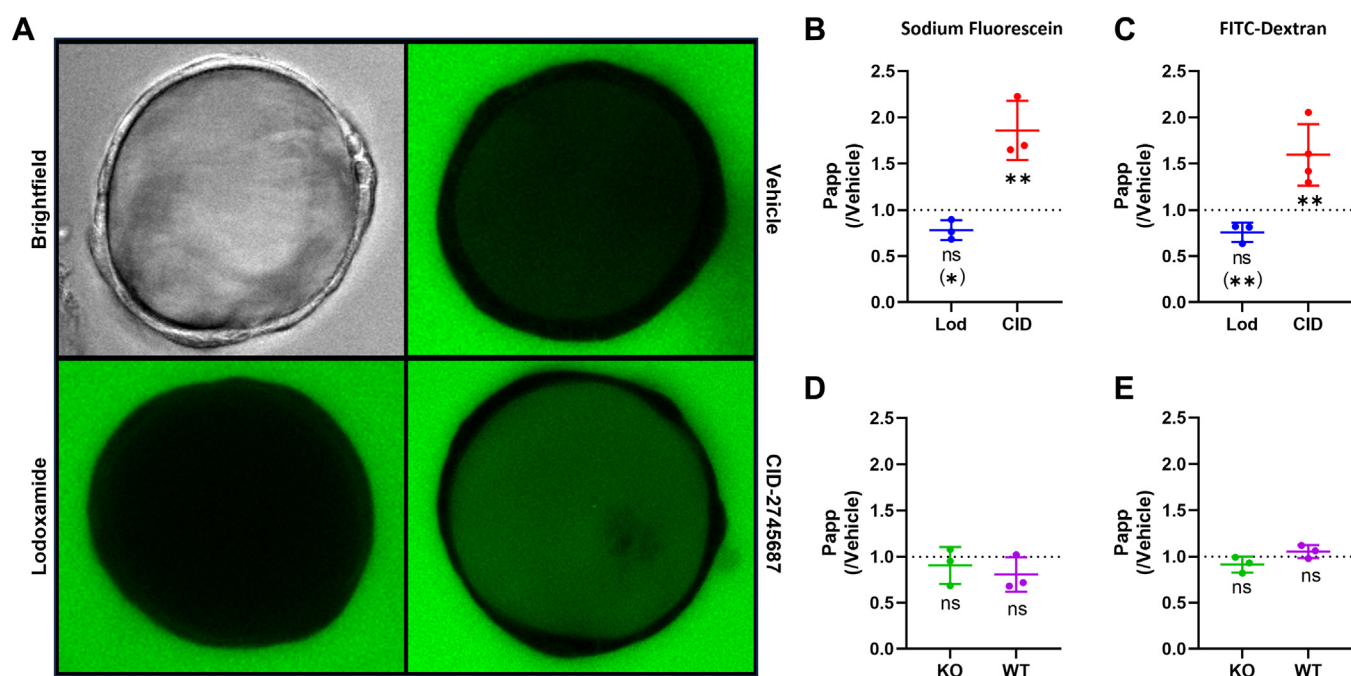 A
Brightfield
Vehicle
Lodoxamide
CID-2745687
B
Sodium Fluorescein
Papp
(/Vehicle)
2.5
2.0
1.5
1.0
0.5
0.0
**
ns
(*)
Lod CID
C
FITC-Dextran
Papp
(/Vehicle)
2.5
2.0
1.5
1.0
0.5
0.0
**
ns
(**)
Lod CID
D
Papp
(/Vehicle)
2.5
2.0
1.5
1.0
0.5
0.0
ns ns
KO WT
E
Papp
(/Vehicle)
2.5
2.0
1.5
1.0
0.5
0.0
ns ns
KO WT